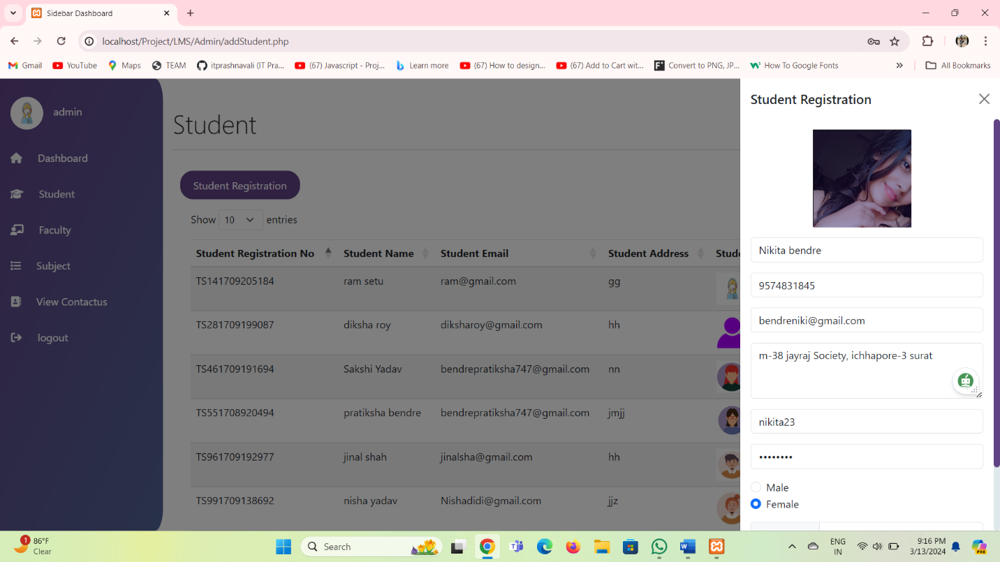 Sidebar Dashboard
localhost/Project/LMS/Admin/addStudent.php
Gmail YouTube Maps TEAM itprashnavali (IT Pra... (67) Javascript - Proj... Learn more (67) How to design... (67) Add to Cart wit... Convert to PNG, JP... How To Google Fonts » All Bookmarks
admin
Dashboard
Student
Faculty
Subject
View Contactus
logout
Student
Student Registration
Show 10 entries
Student Registration No Student Name Student Email Student Address Stude
TS141709205184 ram setu ram@gmail.com gg
TS281709199087 diksha roy diksharoy@gmail.com hh
TS461709191694 Sakshi Yadav bendrepratiksha747@gmail.com nn
TS551708920494 pratiksha bendre bendrepratiksha747@gmail.com jmjj
TS961709192977 jinal shah jinalsha@gmail.com hh
TS991709138692 nisha yadav Nishadidi@gmail.com jjz
Student Registration
Nikita bendre
9574831845
bendreniki@gmail.com
m-38 jayraj Society, ichhapore-3 surat
nikita23
••••••••
Male
Female
1
86°F
Clear
Search
PRE
ENG
IN
9:16 PM
3/13/2024